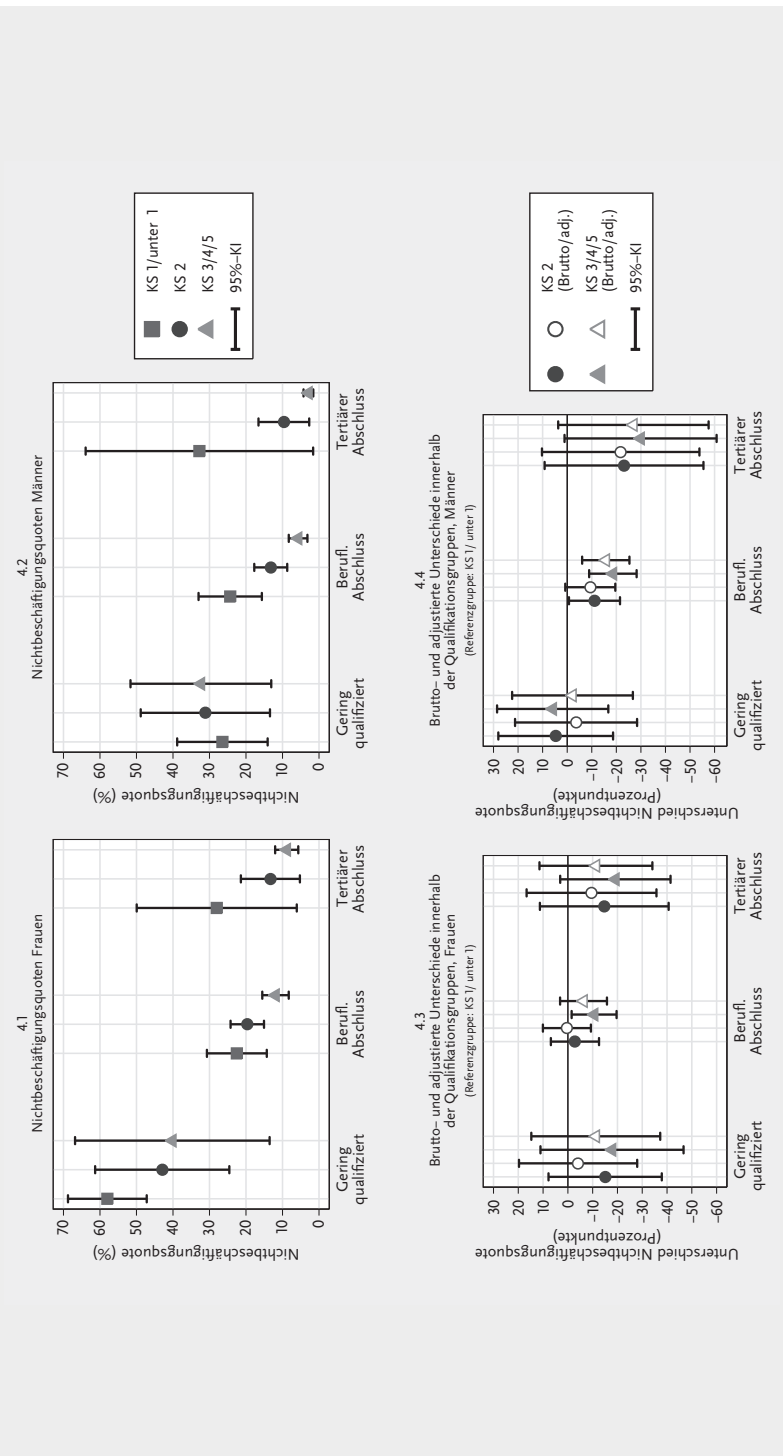 4.1
Nichtbeschäftigungsquoten Frauen
Nichtbeschäftigungsquote (%)
70
60
50
40
30
20
10
0
Gering
qualifiziert
Berufl.
Abschluss
Tertiärer
Abschluss
4.2
Nichtbeschäftigungsquoten Männer
Nichtbeschäftigungsquote (%)
70
60
50
40
30
20
10
0
Gering
qualifiziert
Berufl.
Abschluss
Tertiärer
Abschluss
KS 1/unter 1
KS 2
KS 3/4/5
95%–KI
4.3
Brutto– und adjustierte Unterschiede innerhalb
der Qualifikationsgruppen, Frauen
(Referenzgruppe: KS 1/ unter 1)
Unterschied Nichtbeschäftigungsquote
(Prozentpunkte)
30
20
10
0
–10
–20
–30
–40
–50
–60
Gering
qualifiziert
Berufl.
Abschluss
Tertiärer
Abschluss
4.4
Brutto– und adjustierte Unterschiede innerhalb
der Qualifikationsgruppen, Männer
(Referenzgruppe: KS 1/ unter 1)
Unterschied Nichtbeschäftigungsquote
(Prozentpunkte)
30
20
10
0
–10
–20
–30
–40
–50
–60
Gering
qualifiziert
Berufl.
Abschluss
Tertiärer
Abschluss
KS 2
(Brutto/adj.)
KS 3/4/5
(Brutto/adj.)
95%–KI